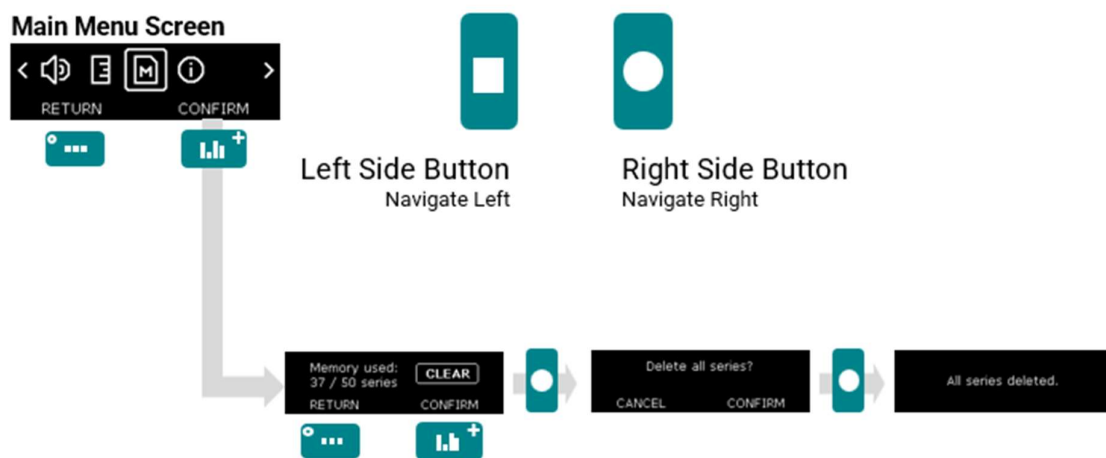 Main Menu Screen
RETURN CONFIRM
Left Side Button
Navigate Left
Right Side Button
Navigate Right
Memory used:
37 / 50 series
CLEAR
RETURN CONFIRM
Delete all series?
CANCEL CONFIRM
All series deleted.